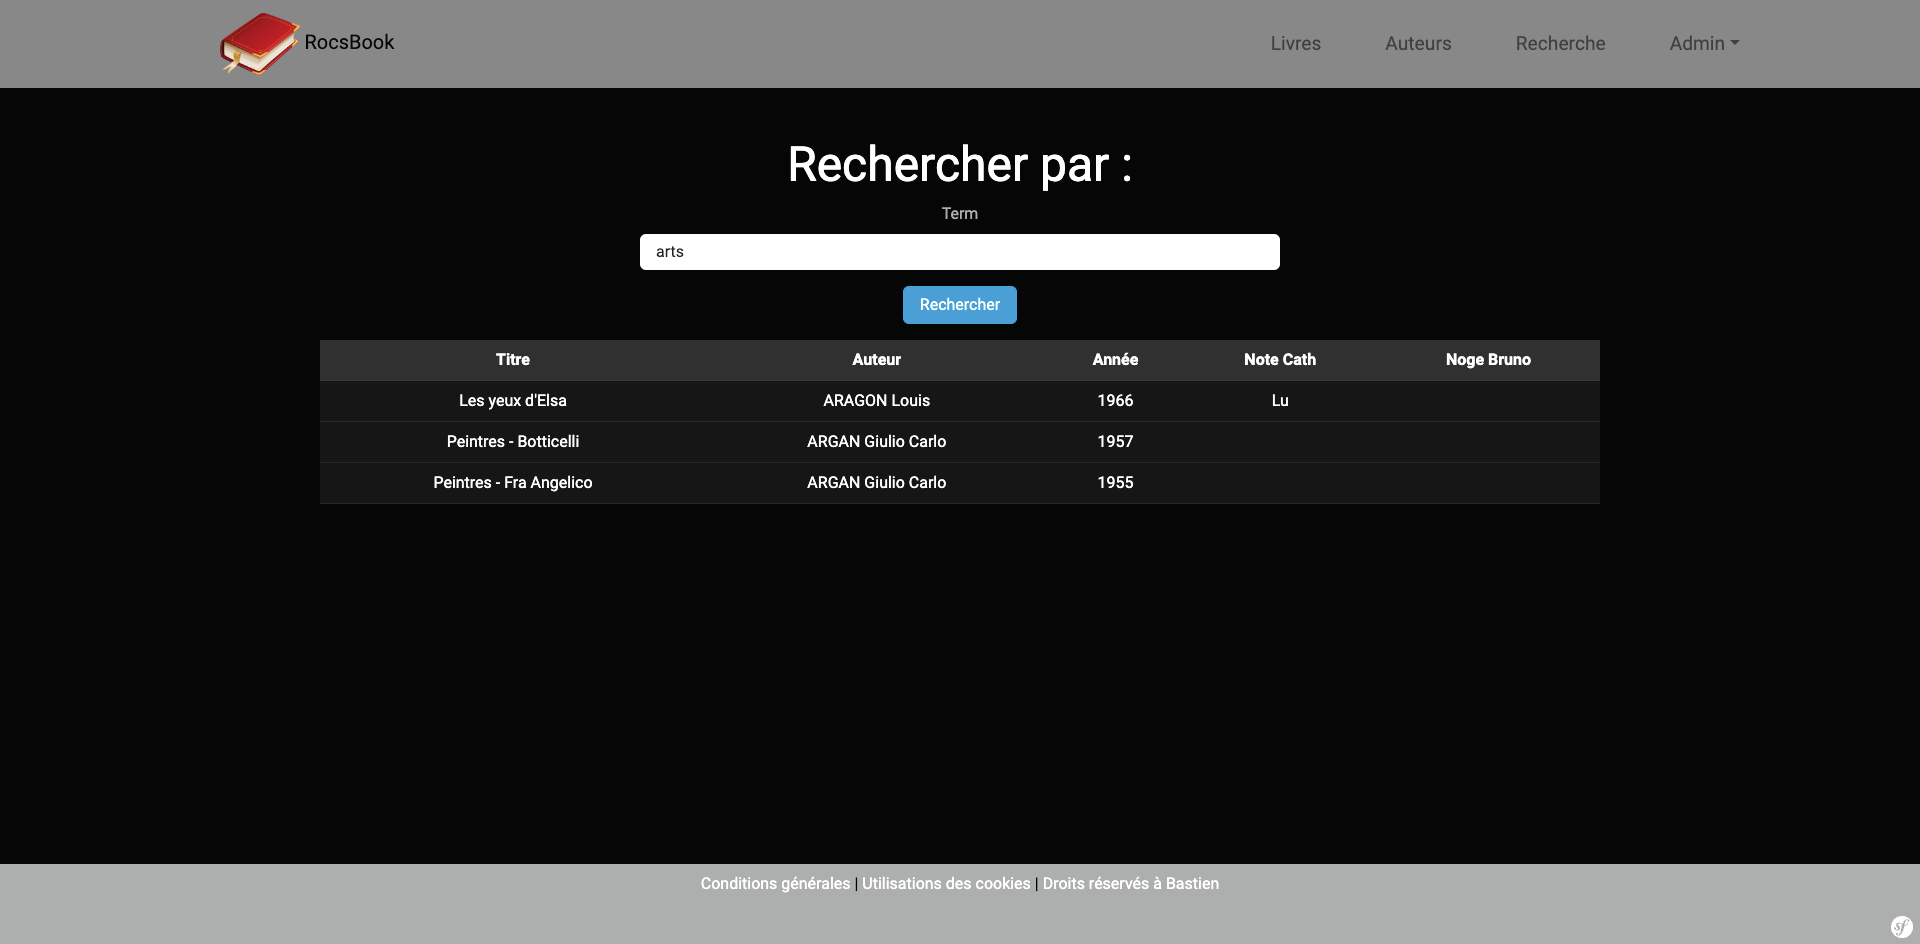 RocsBook
Livres Auteurs Recherche Admin
Rechercher par :
Term
arts
Rechercher
Titre Auteur Année Note Cath Noge Bruno
Les yeux d'Elsa ARAGON Louis 1966 Lu
Peintres - Botticelli ARGAN Giulio Carlo 1957
Peintres - Fra Angelico ARGAN Giulio Carlo 1955
Conditions générales | Utilisations des cookies | Droits réservés à Bastien
sf